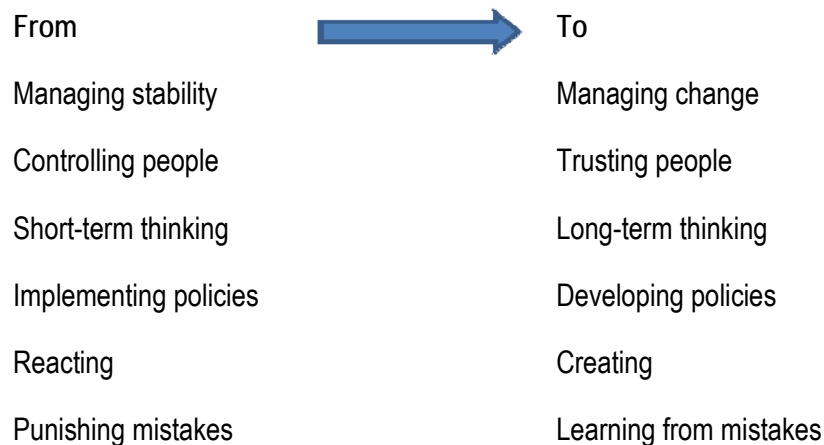 From To
Managing stability Managing change
Controlling people Trusting people
Short-term thinking Long-term thinking
Implementing policies Developing policies
Reacting Creating
Punishing mistakes Learning from mistakes